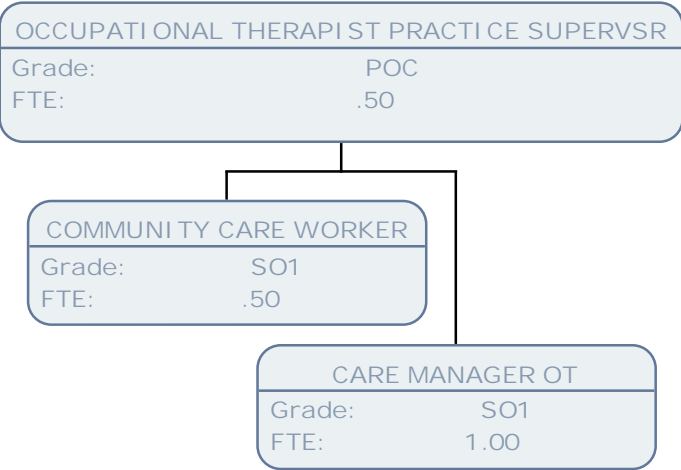 OCCUPATIONAL THERAPIST PRACTICE SUPERVSR
Grade: POC
FTE: .50
COMMUNITY CARE WORKER
Grade: SO1
FTE: .50
CARE MANAGER OT
Grade: SO1
FTE: 1.00